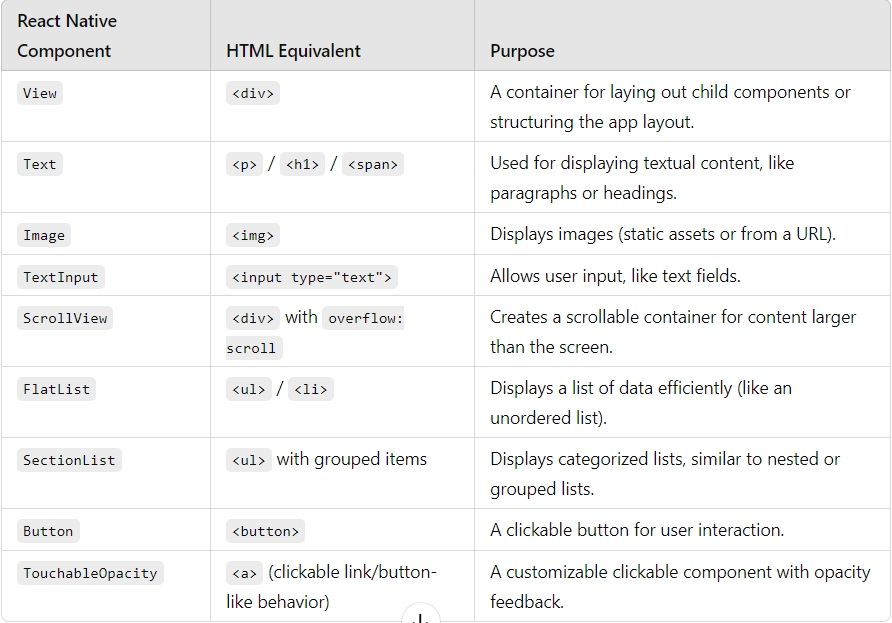 React Native
Component
HTML Equivalent
Purpose
View
<div>
A container for laying out child components or
structuring the app layout.
Text
<p> / <h1> / <span>
Used for displaying textual content, like
paragraphs or headings.
Image
<img>
Displays images (static assets or from a URL).
TextInput
<input type="text">
Allows user input, like text fields.
ScrollView
<div> with overflow:
scroll
Creates a scrollable container for content larger
than the screen.
FlatList
<ul> / <li>
Displays a list of data efficiently (like an
unordered list).
SectionList
<ul> with grouped items
Displays categorized lists, similar to nested or
grouped lists.
Button
<button>
A clickable button for user interaction.
TouchableOpacity
<a> (clickable link/button-
like behavior)
A customizable clickable component with opacity
feedback.